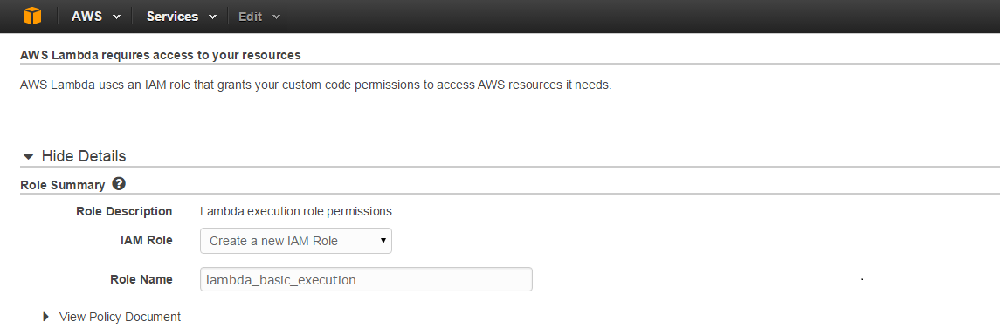 AWS Services Edit
AWS Lambda requires access to your resources
AWS Lambda uses an IAM role that grants your custom code permissions to access AWS resources it needs.
Hide Details
Role Summary ?
Role Description Lambda execution role permissions
IAM Role Create a new IAM Role
Role Name lambda_basic_execution
View Policy Document